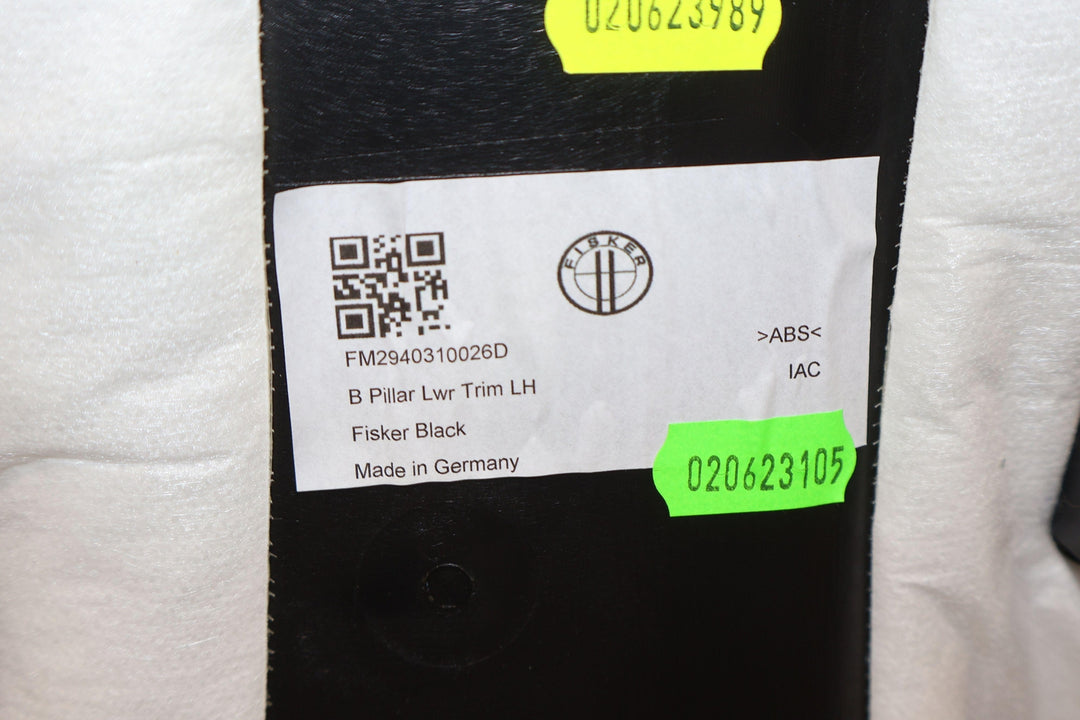 020623989
FISKER
FM2940310026D
B Pillar Lwr Trim LH
Fisker Black
Made in Germany
>ABS<
IAC
020623105